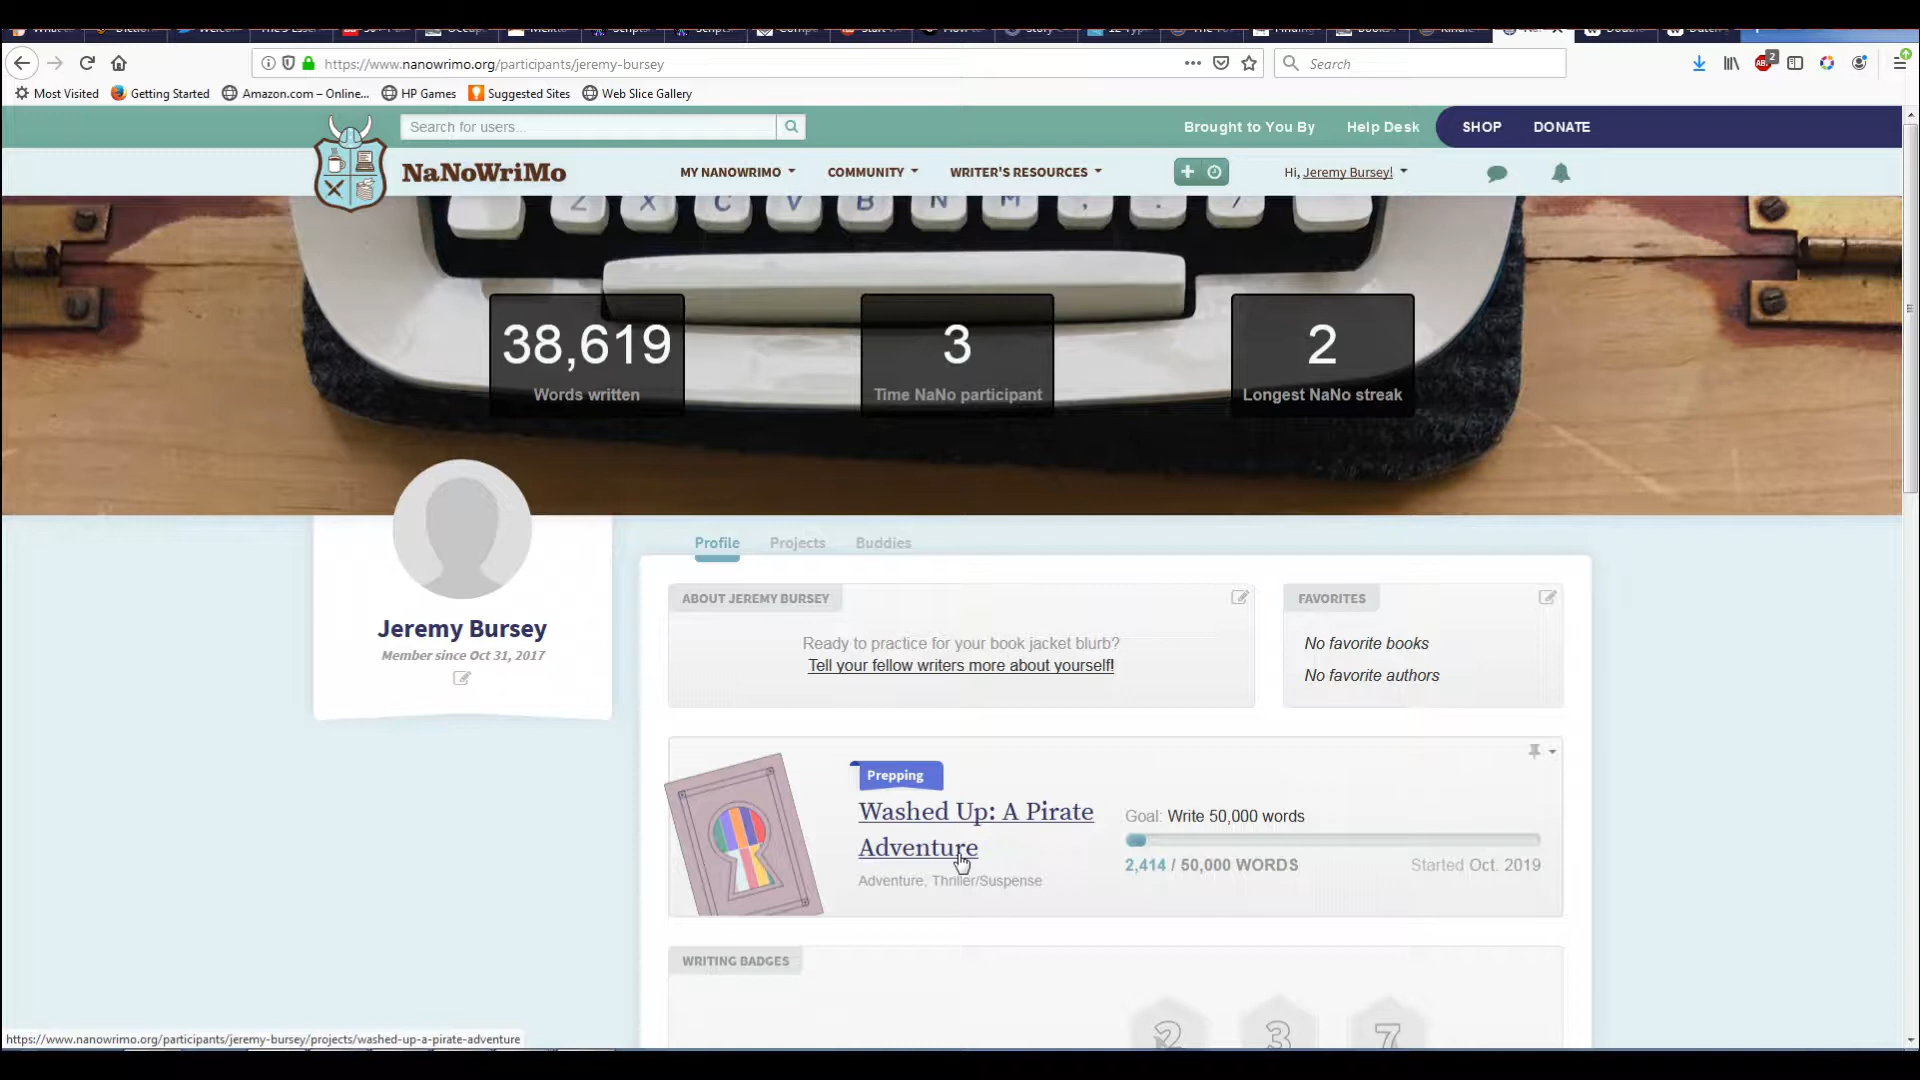 https://www.nanowrimo.org/participants/jeremy-bursey
Search
2
Most Visited
Getting Started
Amazon.com – Online...
HP Games
Suggested Sites
Web Slice Gallery
Search for users...
Brought to You By
Help Desk
SHOP
DONATE
NaNoWriMo
MY NANOWRIMO
COMMUNITY
WRITER'S RESOURCES
Hi, Jeremy Bursey!
Z X C V B N M , . /
38,619
Words written
3
Time NaNo participant
2
Longest NaNo streak
Profile
Projects
Buddies
Jeremy Bursey
Member since Oct 31, 2017
ABOUT JEREMY BURSEY
Ready to practice for your book jacket blurb?
Tell your fellow writers more about yourself!
FAVORITES
No favorite books
No favorite authors
Prepping
Washed Up: A Pirate
Adventure
Adventure, Thriller/Suspense
Goal: Write 50,000 words
2,414 / 50,000 WORDS
Started Oct. 2019
WRITING BADGES
2
3
7
https://www.nanowrimo.org/participants/jeremy-bursey/projects/washed-up-a-pirate-adventure